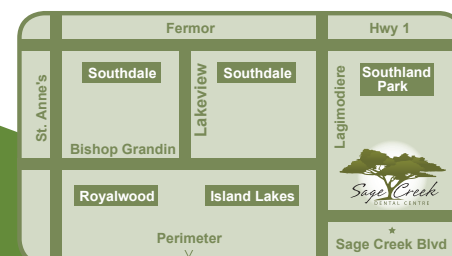 Fermor
Hwy 1
St. Anne's
Southdale
Lakeview
Southdale
Lagimodiere
Southland
Park
Bishop Grandin
Sage Creek
DENTAL CENTRE
Royalwood
Island Lakes
Perimeter
Sage Creek Blvd